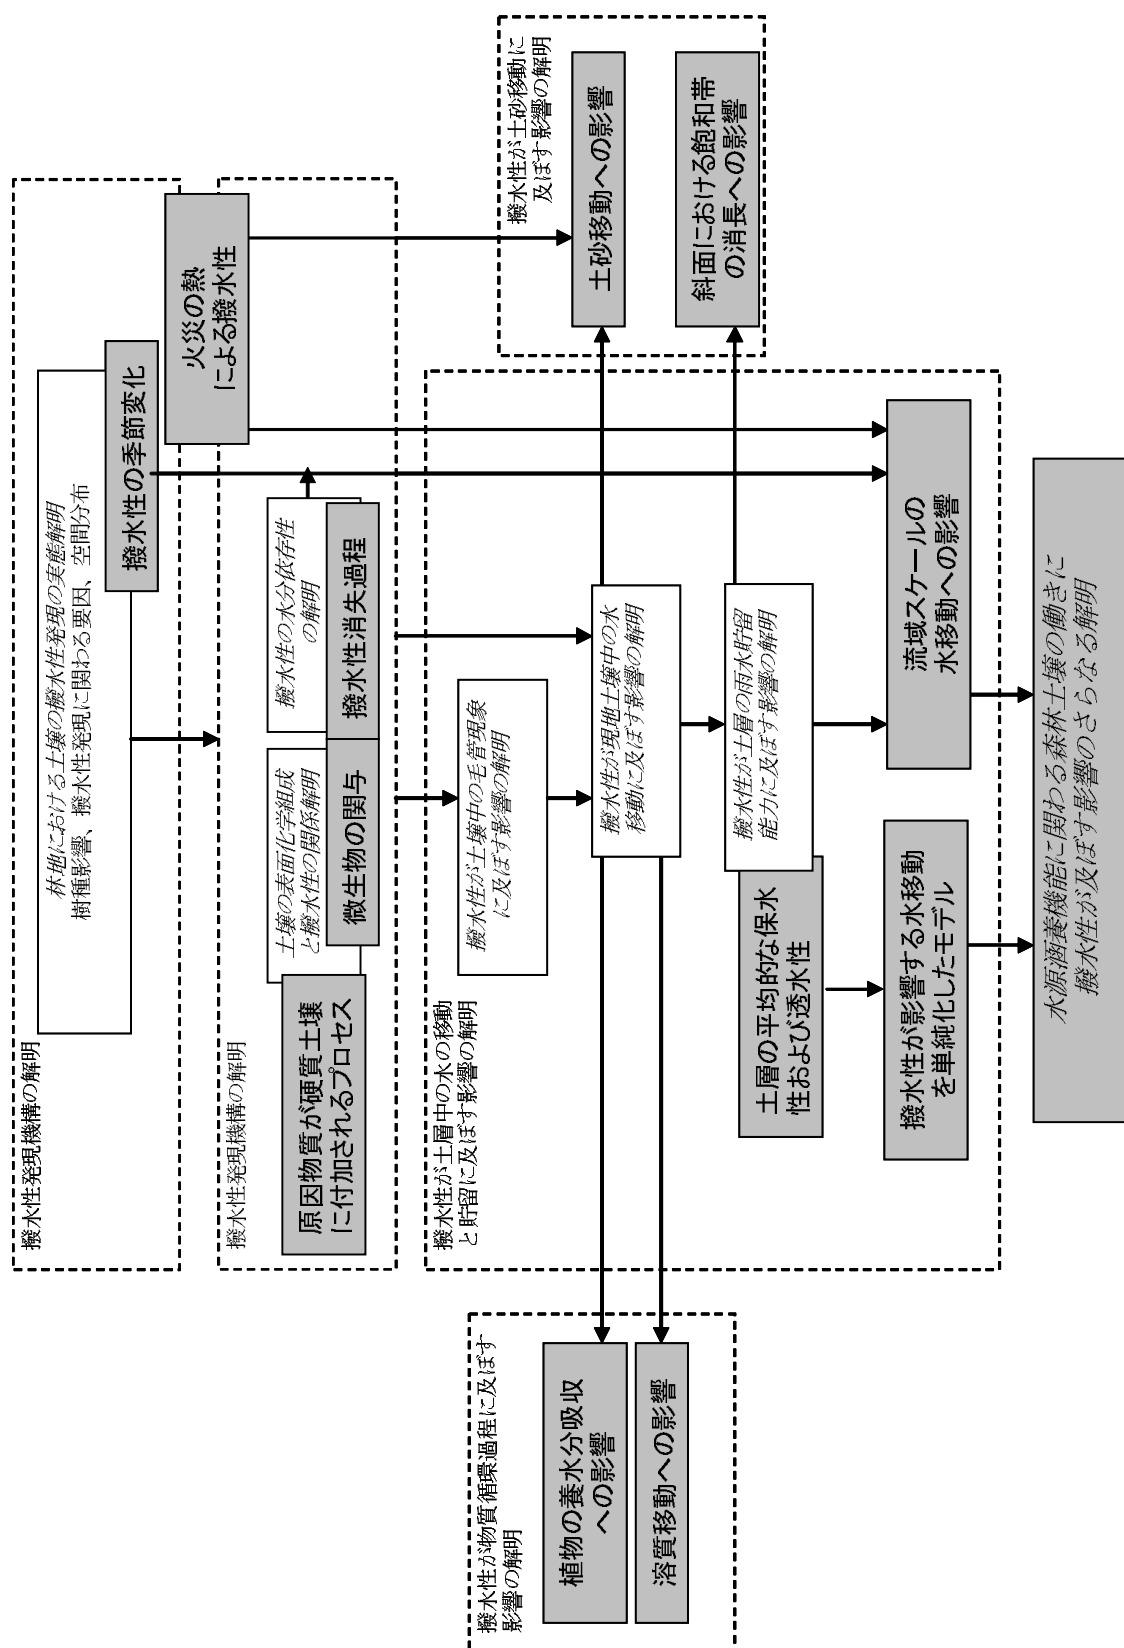 撥水性発現機構の解明
林地における土壌の撥水性発現の実態解明
樹種影響、撥水性発現に関わる要因、空間分布
撥水性の季節変化
火災の熱
による撥水性
撥水性発現機構の解明
土壌の表面化学組成
と撥水性の関係解明
撥水性の水分依存性
の解明
原因物質が硬質土壌
に付加されるプロセス
微生物の関与
撥水性消失過程
撥水性が土層中の水の移動
と貯留に及ぼす影響の解明
撥水性が土壌中の毛管現象
に及ぼす影響の解明
撥水性が現地土壌中の水
移動に及ぼす影響の解明
撥水性が土層の雨水貯留
能力に及ぼす影響の解明
土層の平均的な保水
性および透水性
撥水性が影響する水移動
を単純化したモデル
流域スケールの
水移動への影響
撥水性が物質循環過程に及ぼす
影響の解明
植物の養水分吸収
への影響
溶質移動への影響
撥水性が土砂移動に
及ぼす影響の解明
土砂移動への影響
斜面における飽和帯
の消長への影響
水源涵養機能に関わる森林土壌の働きに
撥水性が及ぼす影響のさらなる解明